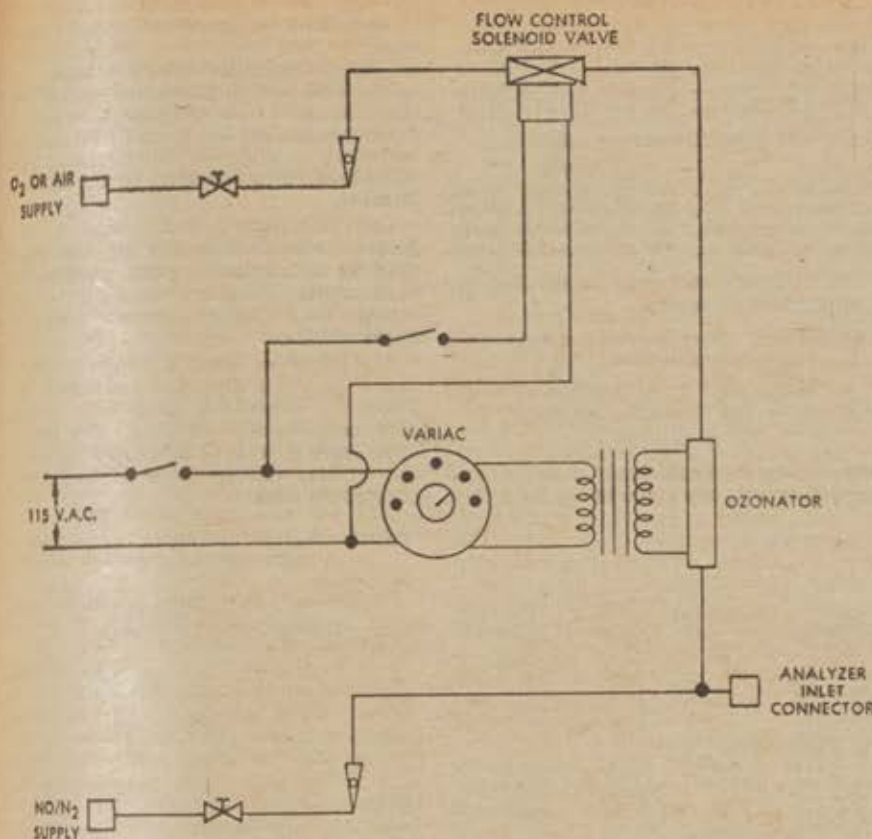 FLOW CONTROL
SOLENOID VALVE
O₂ OR AIR
SUPPLY
VARIAC
115 V.A.C.
OZONATOR
ANALYZER
INLET
CONNECTOR
NO/N₂
SUPPLY